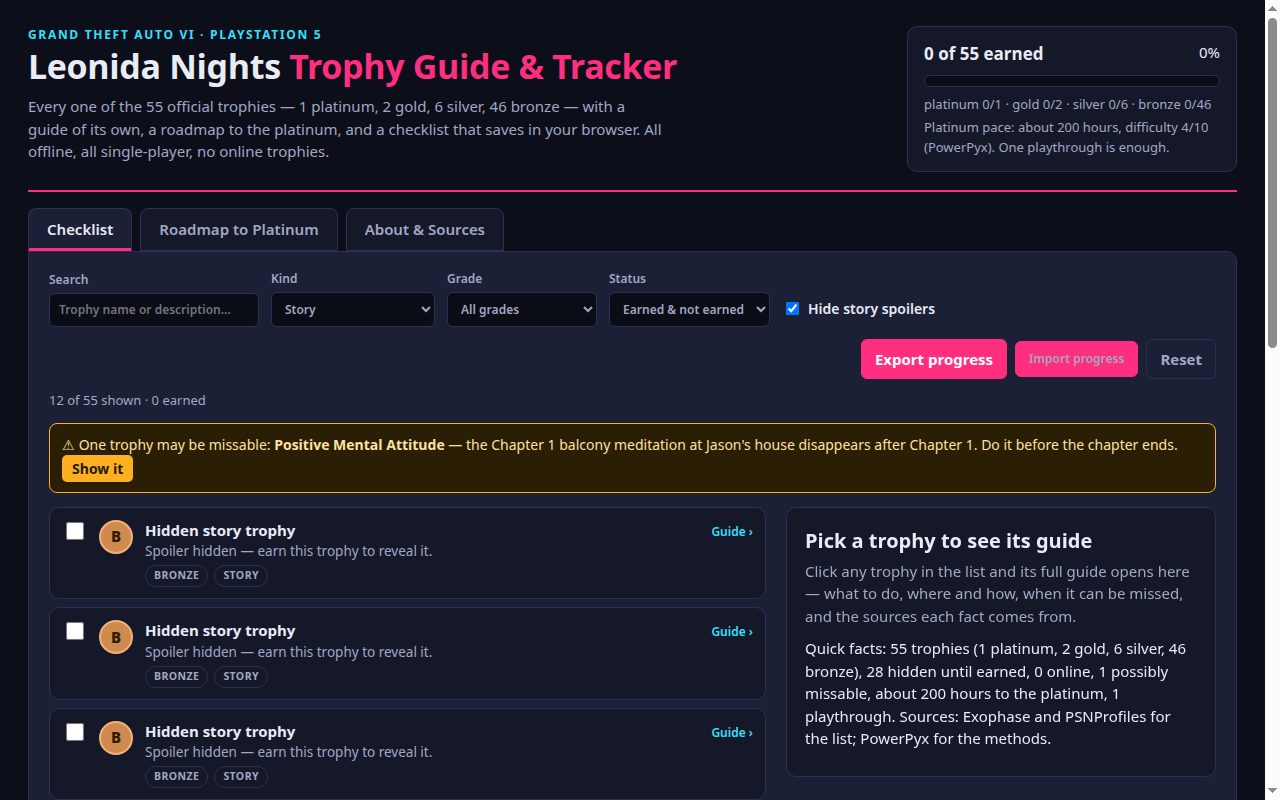 GRAND THEFT AUTO VI · PLAYSTATION 5
Leonida Nights Trophy Guide & Tracker
Every one of the 55 official trophies — 1 platinum, 2 gold, 6 silver, 46 bronze — with a
guide of its own, a roadmap to the platinum, and a checklist that saves in your browser. All
offline, all single-player, no online trophies.
0 of 55 earned
0%
platinum 0/1 · gold 0/2 · silver 0/6 · bronze 0/46
Platinum pace: about 200 hours, difficulty 4/10
(PowerPyx). One playthrough is enough.
Checklist
Roadmap to Platinum
About & Sources
Search
Kind
Grade
Status
Trophy name or description...
Story
All grades
Earned & not earned
Hide story spoilers
Export progress
Import progress
Reset
12 of 55 shown · 0 earned
⚠ One trophy may be missable: Positive Mental Attitude — the Chapter 1 balcony meditation at Jason's house disappears after Chapter 1. Do it before the chapter ends.
Show it
B
Hidden story trophy
Guide ›
Spoiler hidden — earn this trophy to reveal it.
BRONZE
STORY
B
Hidden story trophy
Guide ›
Spoiler hidden — earn this trophy to reveal it.
BRONZE
STORY
B
Hidden story trophy
Guide ›
Spoiler hidden — earn this trophy to reveal it.
BRONZE
STORY
Pick a trophy to see its guide
Click any trophy in the list and its full guide opens here
— what to do, where and how, when it can be missed,
and the sources each fact comes from.
Quick facts: 55 trophies (1 platinum, 2 gold, 6 silver, 46
bronze), 28 hidden until earned, 0 online, 1 possibly
missable, about 200 hours to the platinum, 1
playthrough. Sources: Exophase and PSNProfiles for
the list; PowerPyx for the methods.